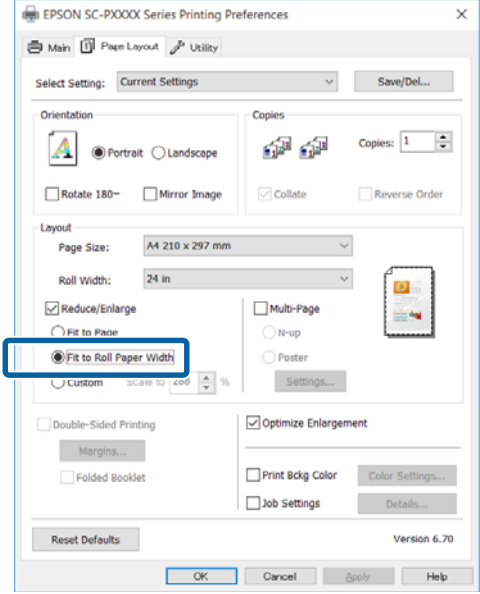 EPSON SC-PXXXX Series Printing Preferences
Main Page Layout Utility
Select Setting: Current Settings Save/Del...
Orientation Copies
Portrait Landscape Copies: 1
Rotate 180° Mirror Image Collate Reverse Order
Layout
Page Size: A4 210 x 297 mm
Roll Width: 24 in
Reduce/Enlarge Multi-Page
Fit to Page N-up
Fit to Roll Paper Width Poster
Custom Scale to 288 % Settings...
Double-Sided Printing Optimize Enlargement
Margins...
Folded Booklet Print Bckg Color Color Settings...
Job Settings Details...
Reset Defaults Version 6.70
OK Cancel Apply Help